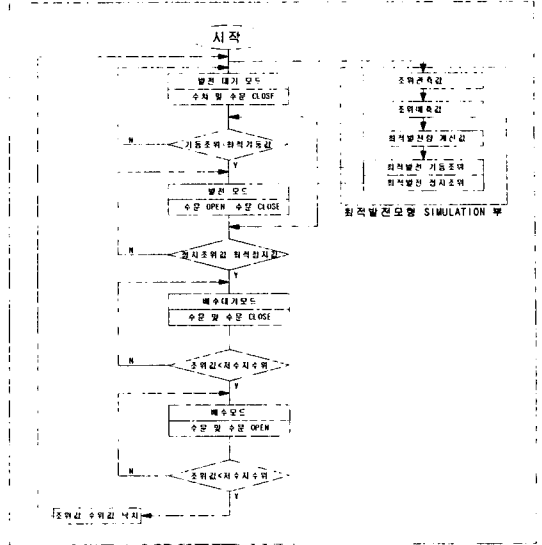 시작
발전 대기 모드
수차 및 수문 CLOSE
기동조위 최적기동값
N
Y
발전 모드
수문 OPEN 수문 CLOSE
정지조위값 최적정지값
N
Y
배수대기모드
수문 및 수문 CLOSE
조위값<저수지수위
N
Y
배수모드
수문 및 수문 OPEN
조위값<저수지수위
N
Y
조위값 수위값
조위관측값
조위예측값
최적발전량 계산값
최적발전 기동조위
최적발전 정지조위
최적발전모형 SIMULATION 부